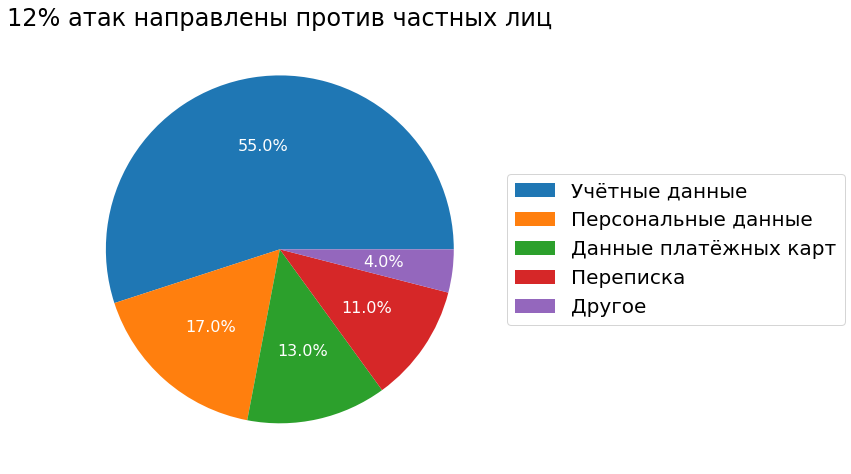 12% атак направлены против частных лиц
55.0%
17.0%
13.0%
11.0%
4.0%
Учётные данные
Персональные данные
Данные платёжных карт
Переписка
Другое